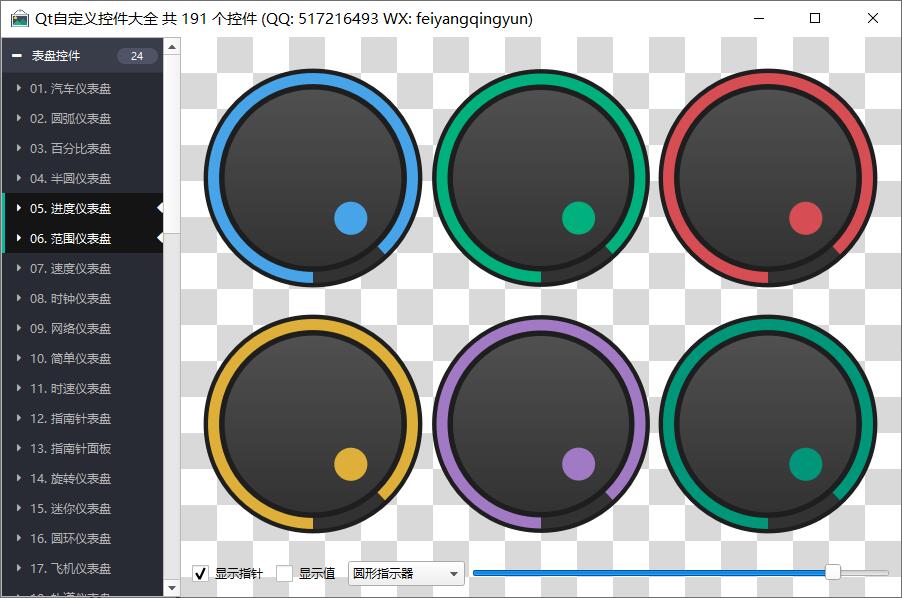 Qt自定义控件大全 共 191 个控件 (QQ: 517216493 WX: feiyangqingyun)
表盘控件 24
01. 汽车仪表盘
02. 圆弧仪表盘
03. 百分比表盘
04. 半圆仪表盘
05. 进度仪表盘
06. 范围仪表盘
07. 速度仪表盘
08. 时钟仪表盘
09. 网络仪表盘
10. 简单仪表盘
11. 时速仪表盘
12. 指南针表盘
13. 指南针面板
14. 旋转仪表盘
15. 迷你仪表盘
16. 圆环仪表盘
17. 飞机仪表盘
显示指针 显示值 圆形指示器